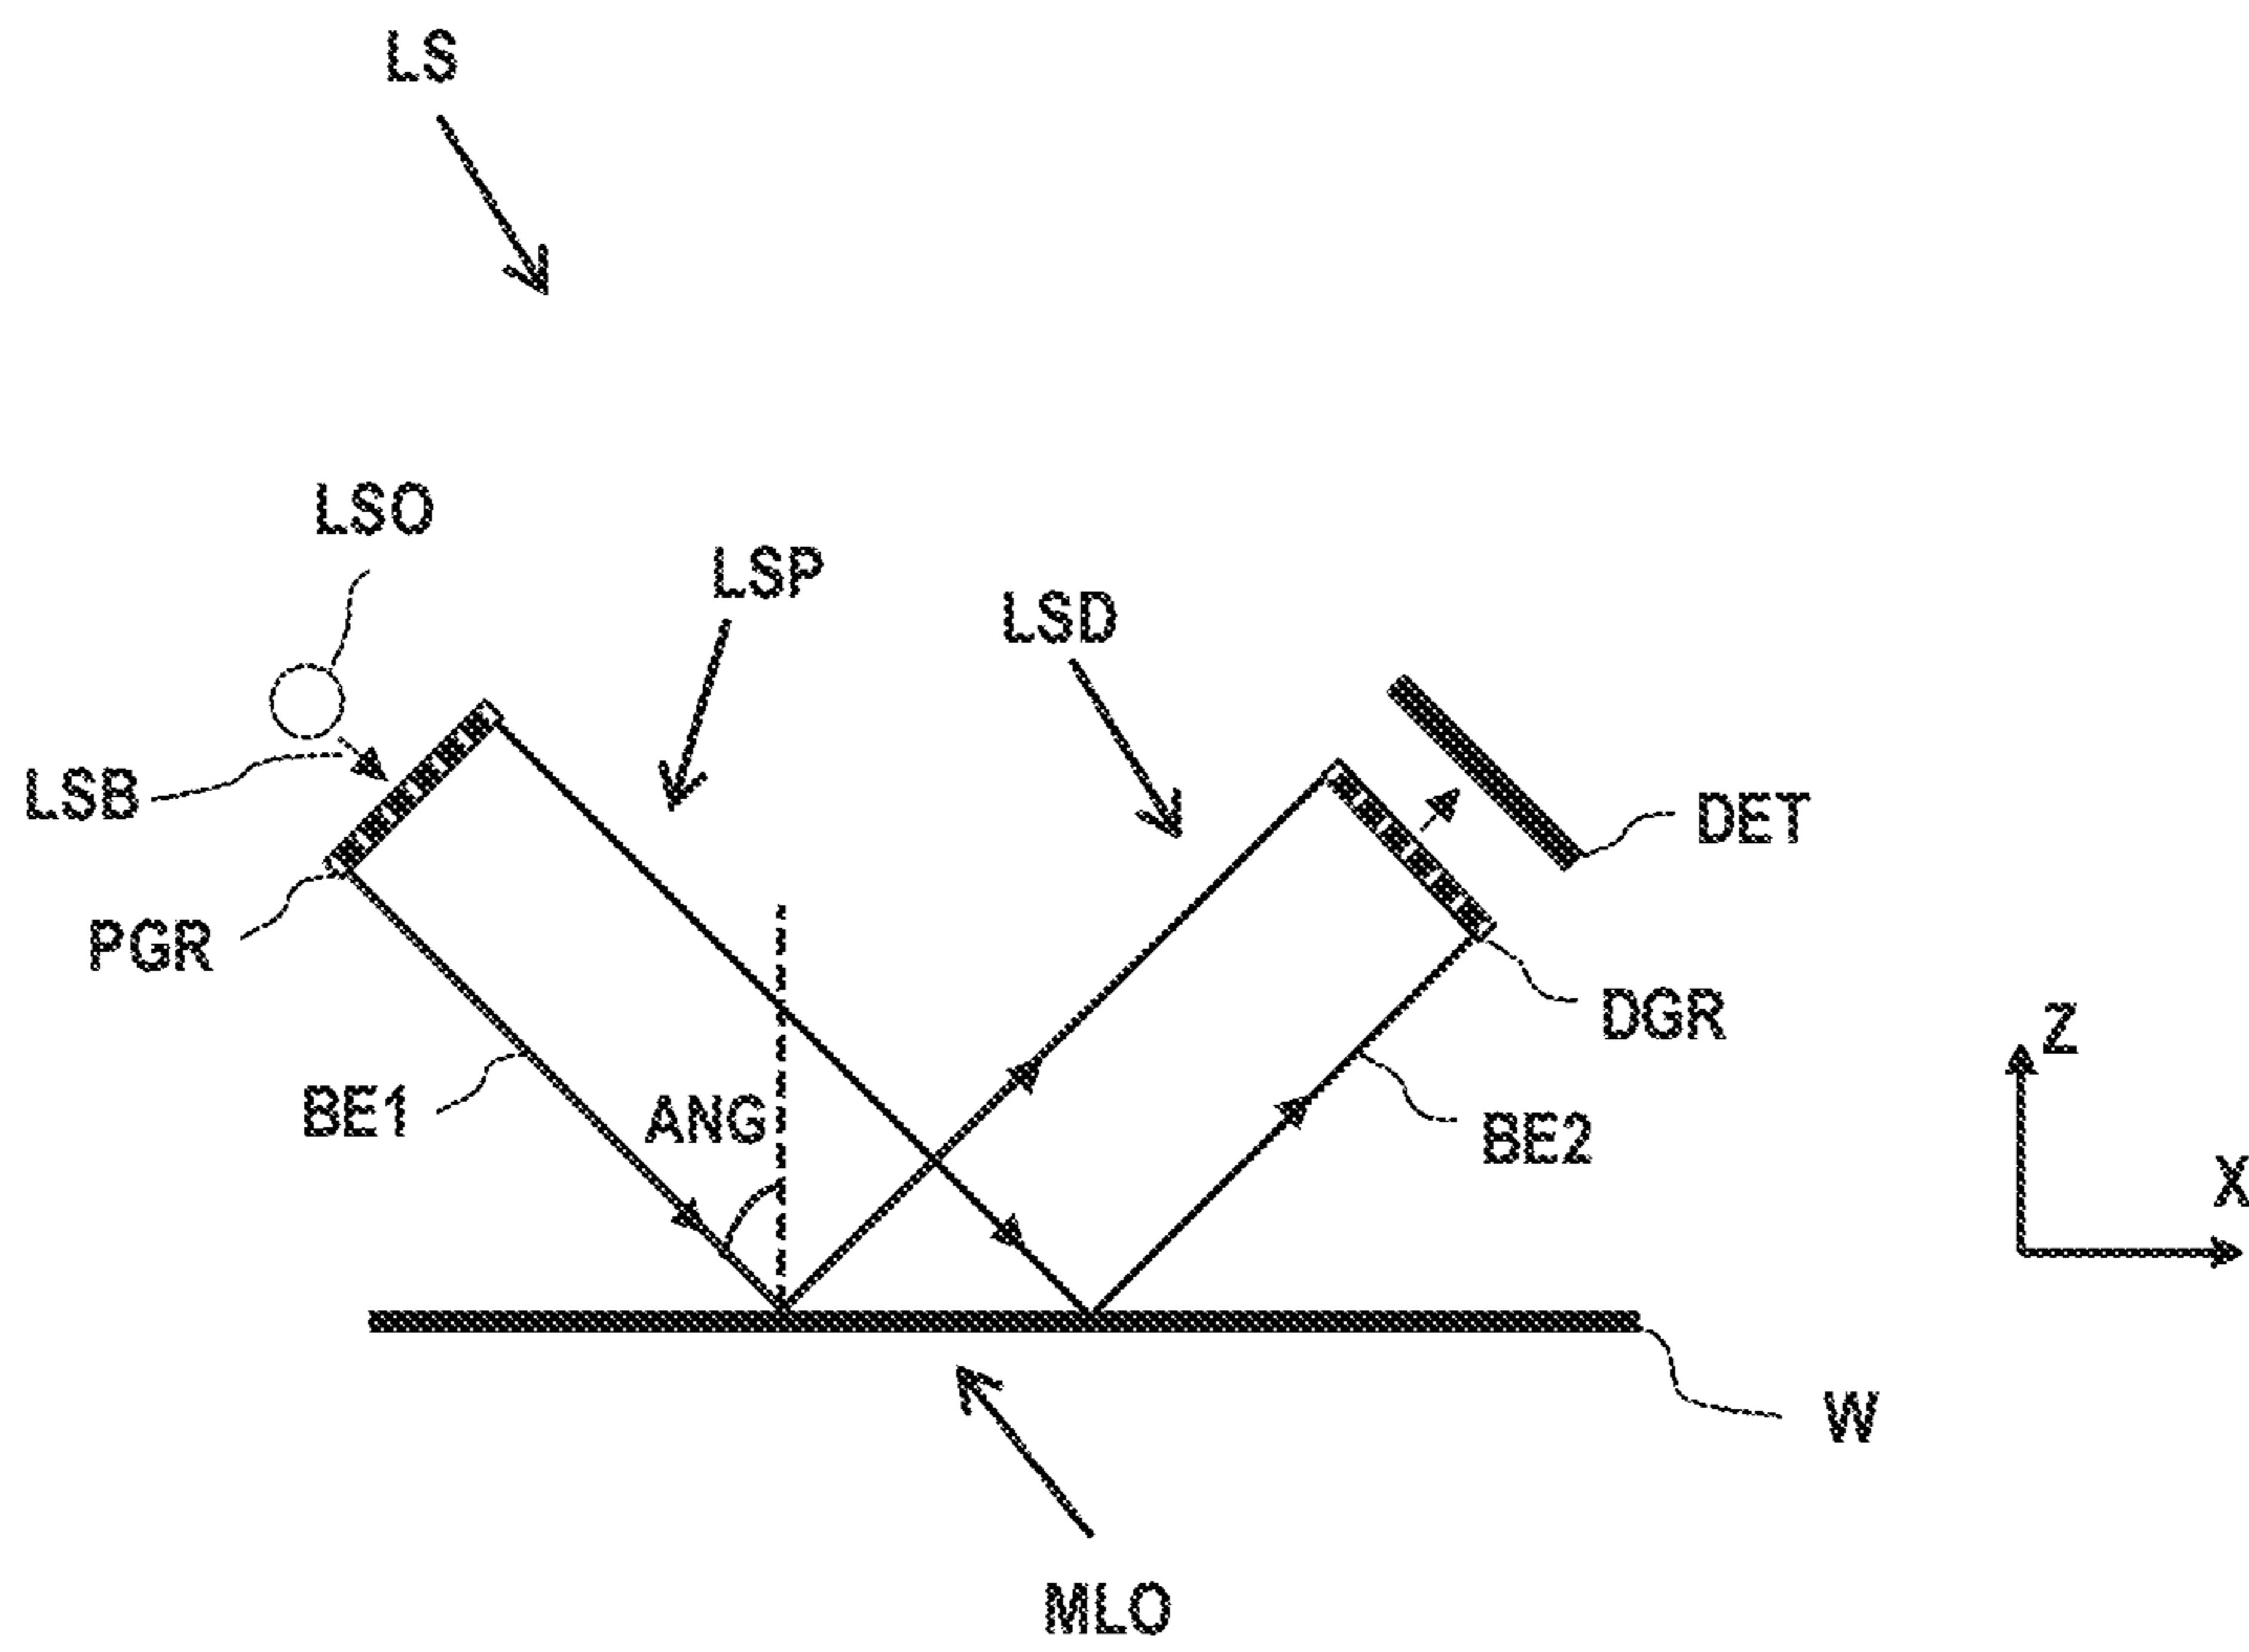 LS
LSO
LSP
LSD
LSB
DET
PGR
DGR
Z
BE1
ANG
BE2
X
W
MLO